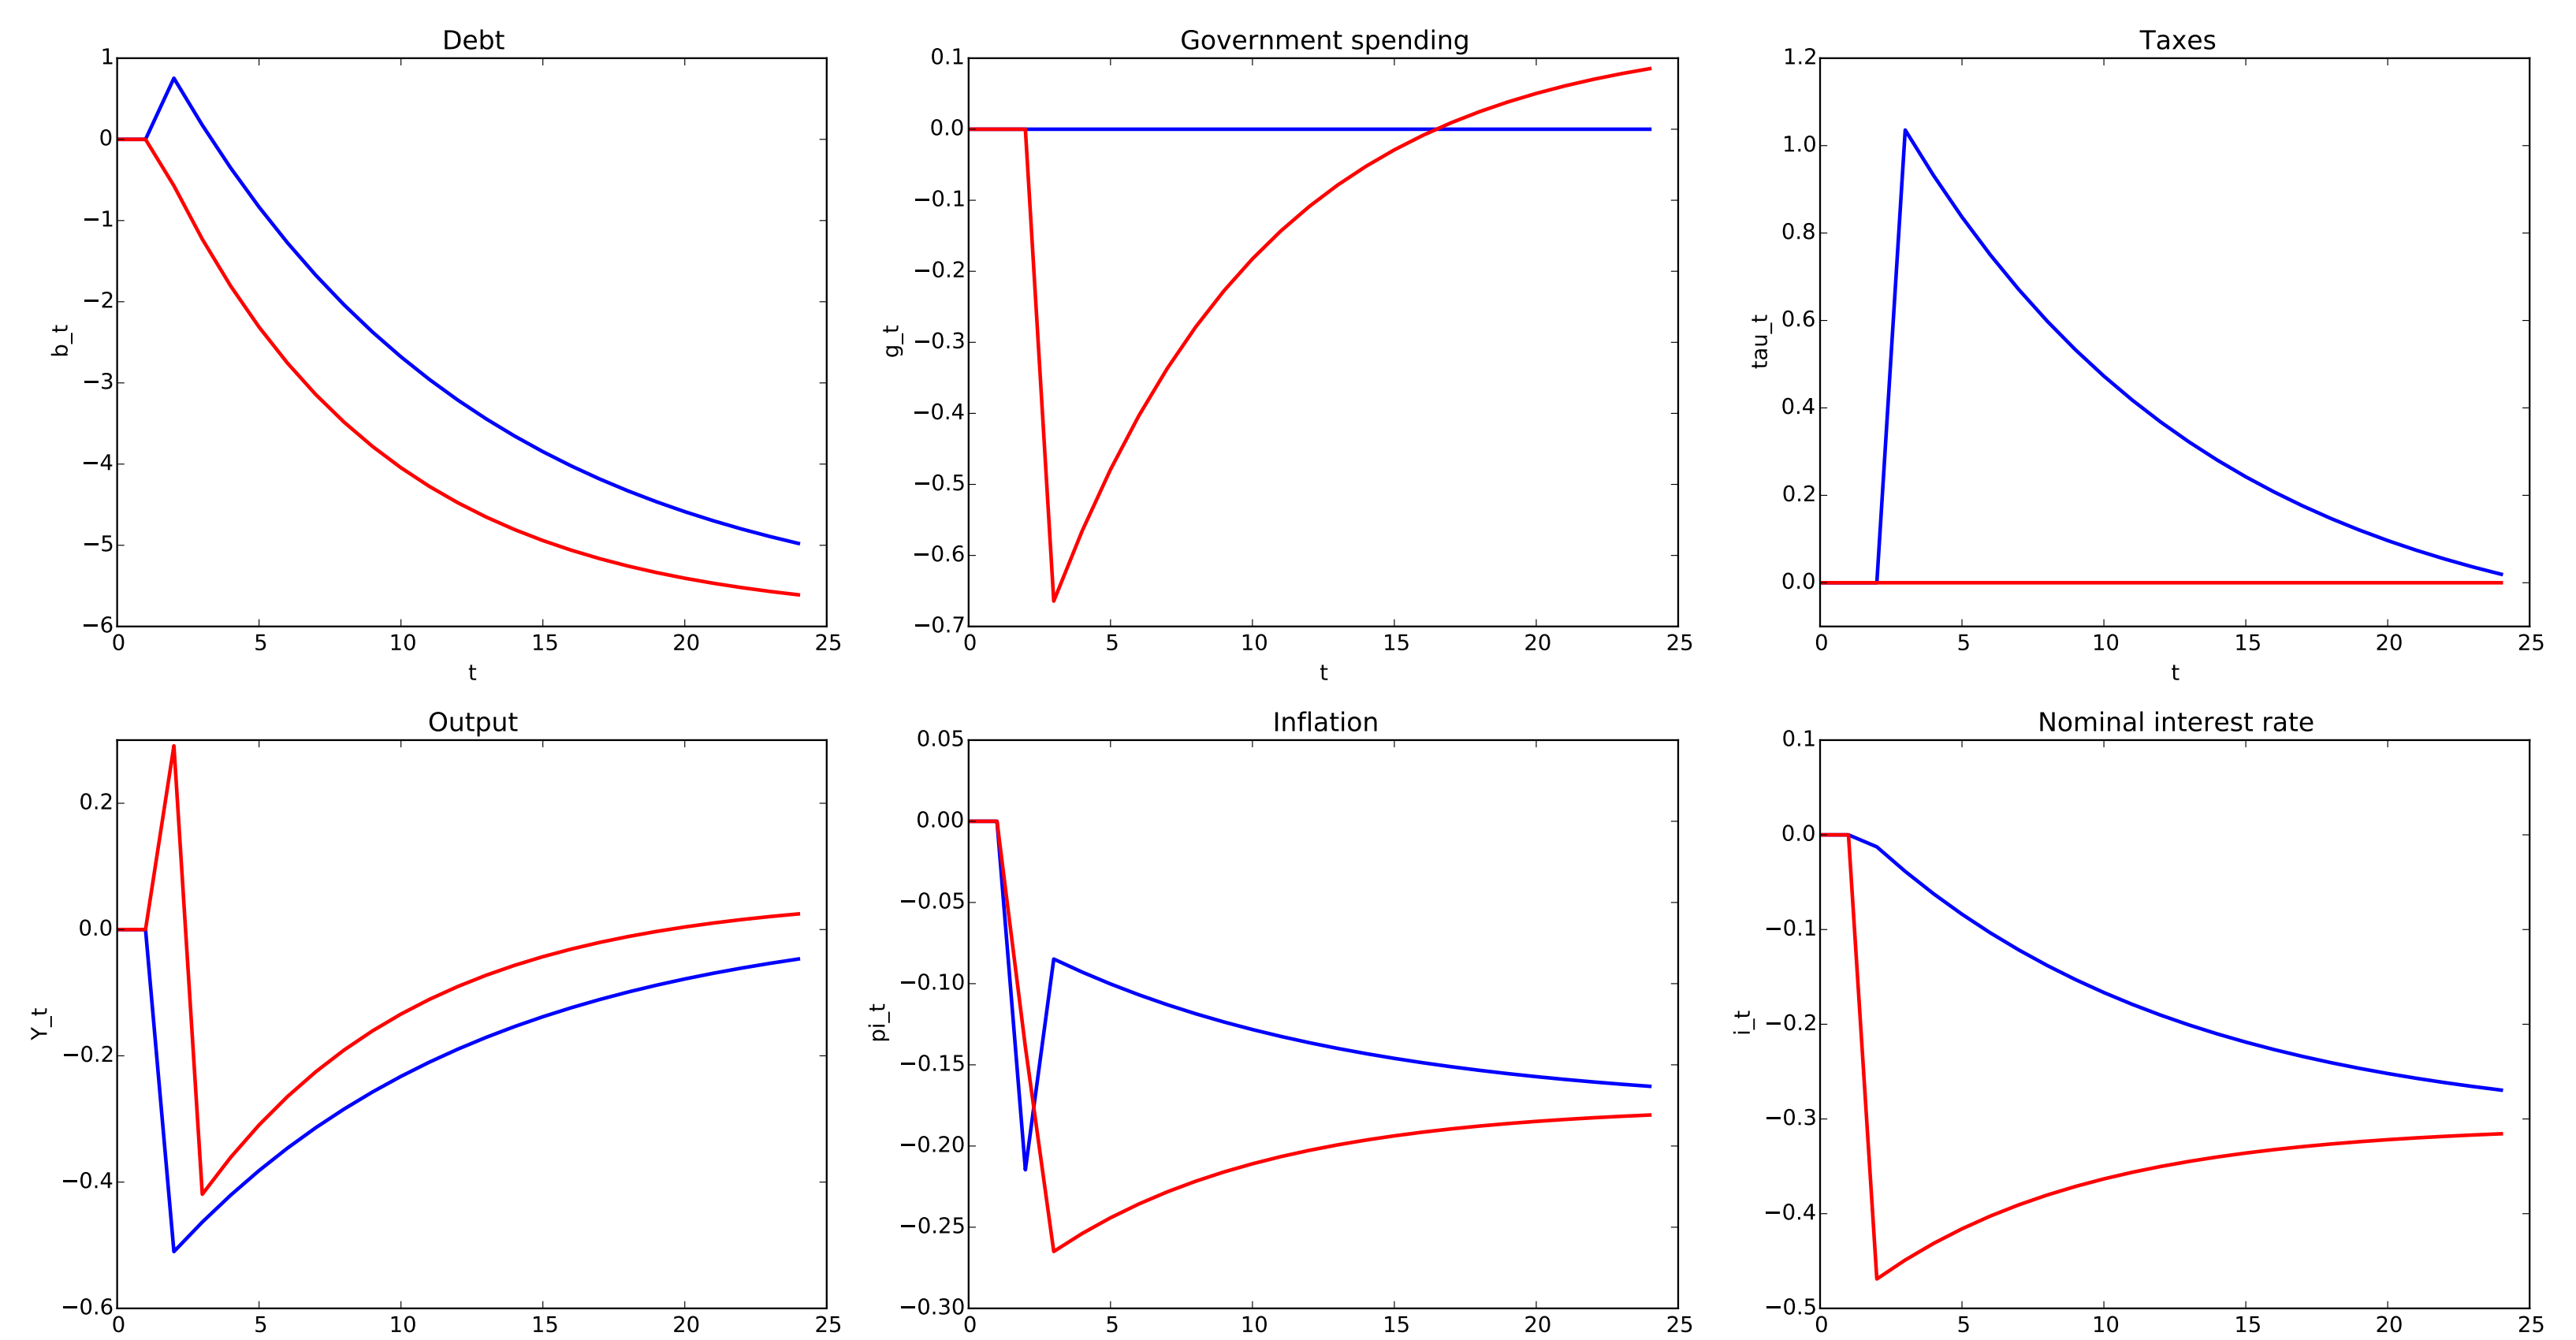 Debt
1
0
−1
−2
−3
−4
−5
−6
b_t
0 5 10 15 20 25
t
Government spending
0.1
0.0
−0.1
−0.2
−0.3
−0.4
−0.5
−0.6
−0.7
g_t
0 5 10 15 20 25
t
Taxes
1.2
1.0
0.8
0.6
0.4
0.2
0.0
tau_t
0 5 10 15 20 25
t
Output
0.2
0.0
−0.2
−0.4
−0.6
Y_t
0 5 10 15 20 25
Inflation
0.05
0.00
−0.05
−0.10
−0.15
−0.20
−0.25
−0.30
pi_t
0 5 10 15 20 25
Nominal interest rate
0.1
0.0
−0.1
−0.2
−0.3
−0.4
−0.5
i_t
0 5 10 15 20 25